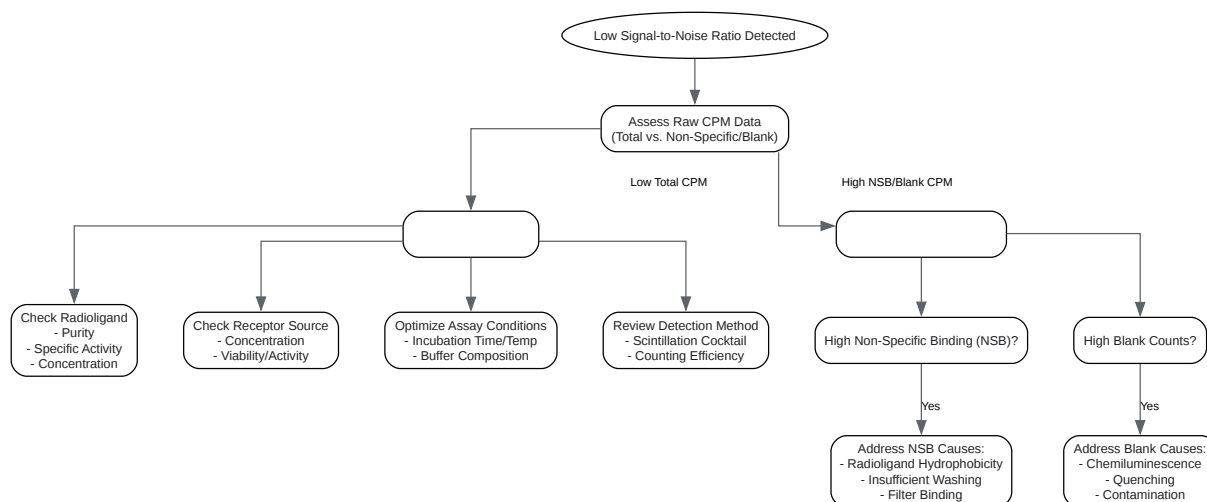 Low Signal-to-Noise Ratio Detected
Assess Raw CPM Data
(Total vs. Non-Specific/Blank)
Low Total CPM
High NSB/Blank CPM
Check Radioligand
- Purity
- Specific Activity
- Concentration
Check Receptor Source
- Concentration
- Viability/Activity
Optimize Assay Conditions
- Incubation Time/Temp
- Buffer Composition
Review Detection Method
- Scintillation Cocktail
- Counting Efficiency
High Non-Specific Binding (NSB)?
High Blank Counts?
Yes
Yes
Address NSB Causes:
- Radioligand Hydrophobicity
- Insufficient Washing
- Filter Binding
Address Blank Causes:
- Chemiluminescence
- Quenching
- Contamination